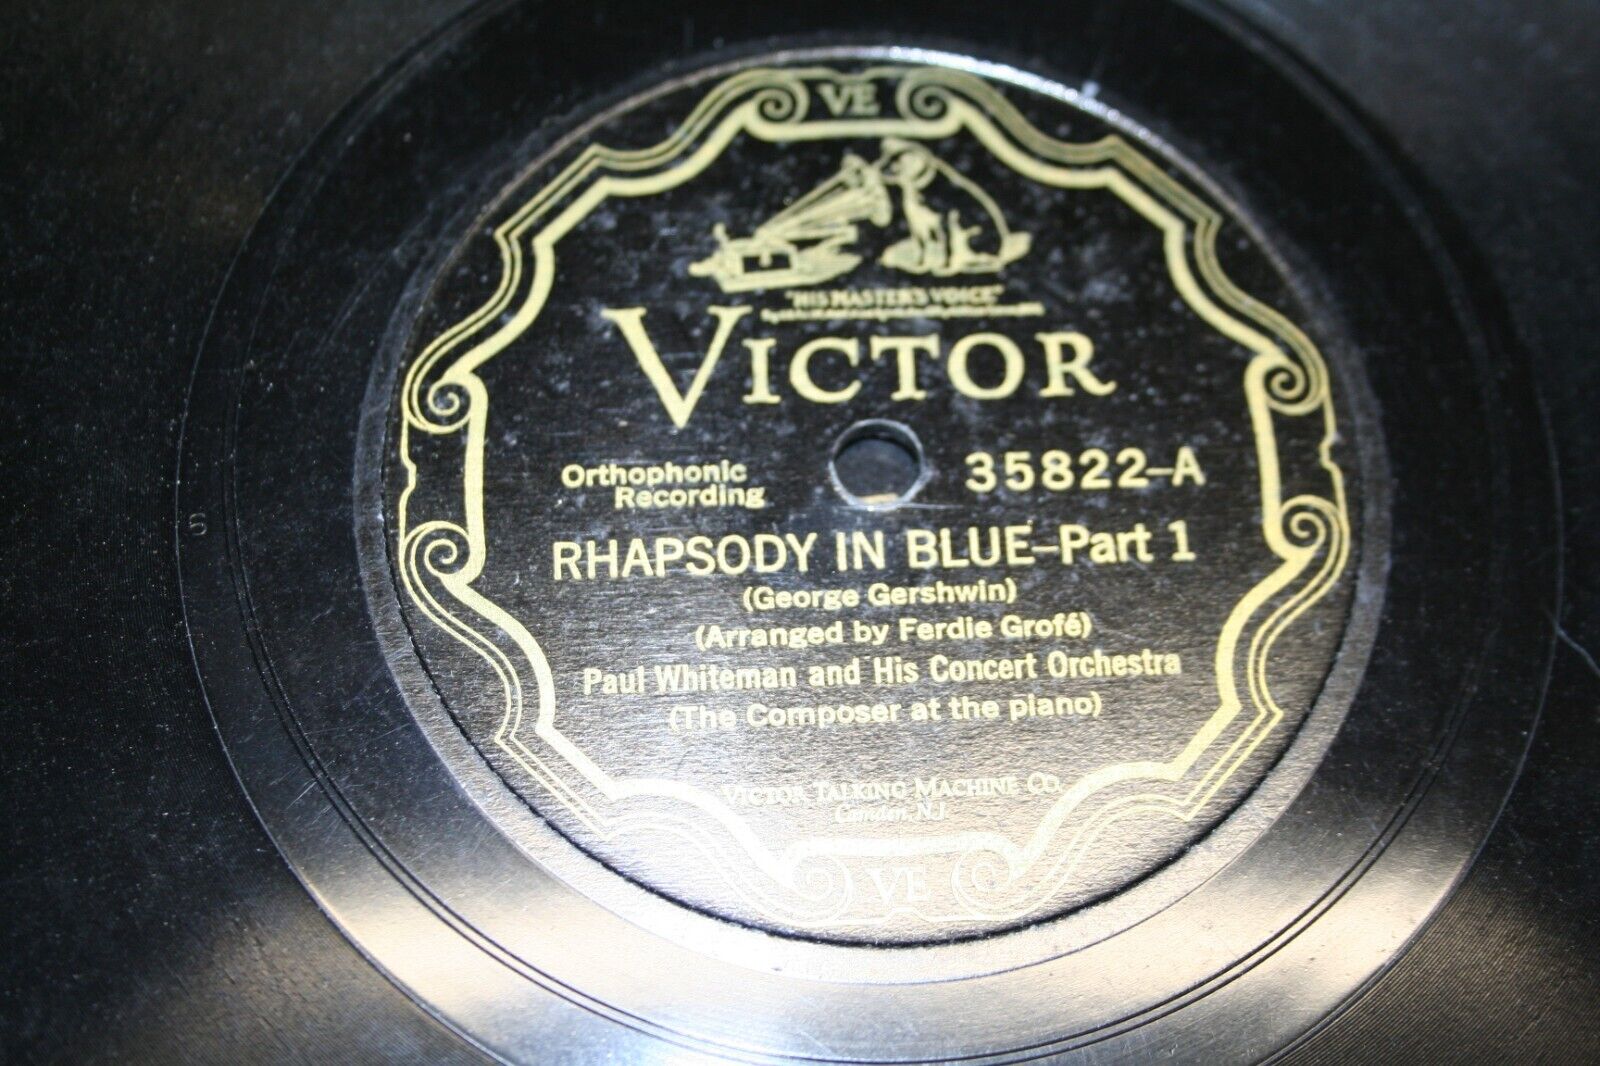 VE
"HIS MASTER'S VOICE"
VICTOR
Orthophonic
Recording
35822-A
RHAPSODY IN BLUE-Part 1
(George Gershwin)
(Arranged by Ferdie Grofé)
Paul Whiteman and His Concert Orchestra
(The Composer at the piano)
VICTOR TALKING MACHINE CO.
Camden, N.J.
VE
5